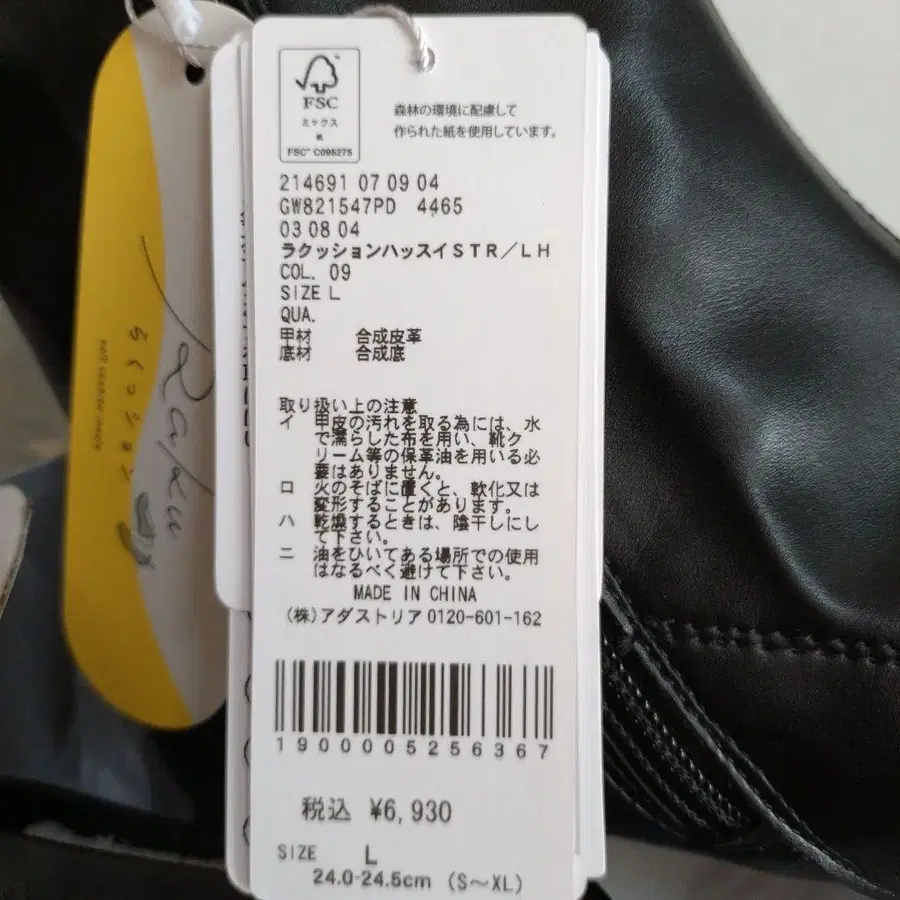 FSC
ミックス
紙
FSC™ C095275
森林の環境に配慮して
作られた紙を使用しています。
214691 07 09 04
GW821547PD 4465
03 08 04
ラクッションハッスイSTR／LH
COL. 09
SIZE L
QUA.
甲材 合成皮革
底材 合成底
取り扱い上の注意
イ 甲皮の汚れを取る為には、水
で濡らした布を用い、靴ク
リーム等の保革油を用いる必
要はありません。
ロ 火のそばに置くと、軟化又は
変形することがあります。
ハ 乾燥するときは、陰干しにし
て下さい。
ニ 油をひいてある場所での使用
はなるべく避けて下さい。
MADE IN CHINA
(株)アダストリア 0120-601-162
1900005256367
税込 ¥6,930
SIZE L
24.0-24.5cm (S～XL)
Raku
らくっション